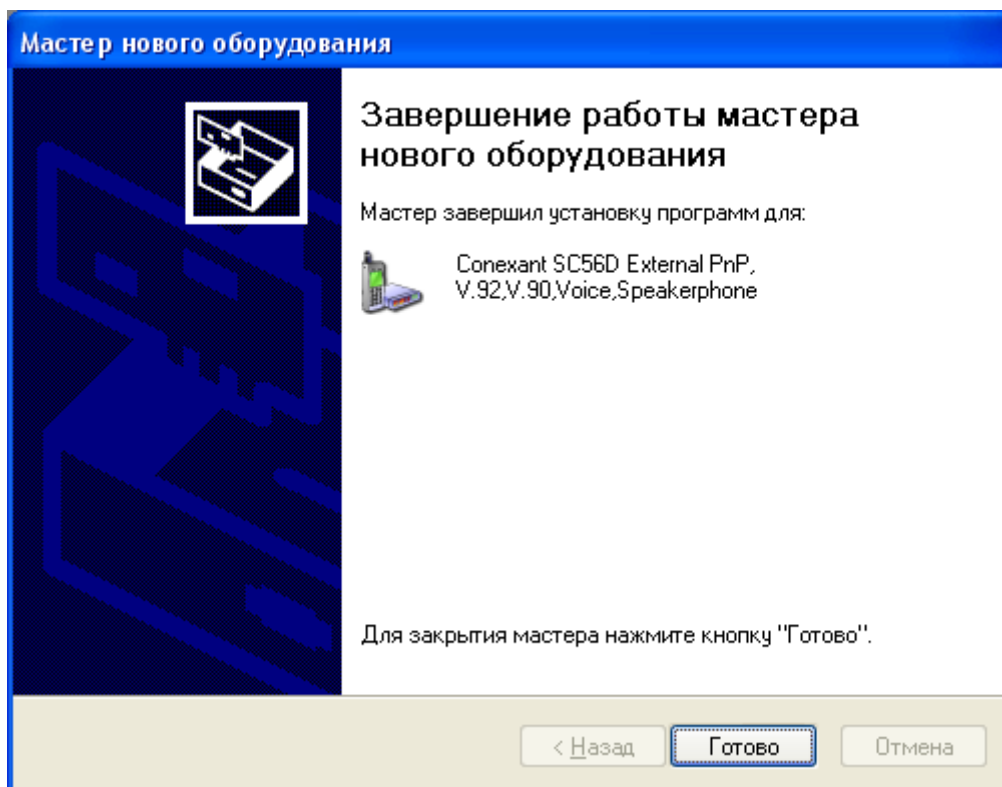 Мастер нового оборудования
Завершение работы мастера
нового оборудования
Мастер завершил установку программ для:
Conexant SC56D External PnP,
V.92,V.90,Voice,Speakerphone
Для закрытия мастера нажмите кнопку "Готово".
< Назад Готово Отмена